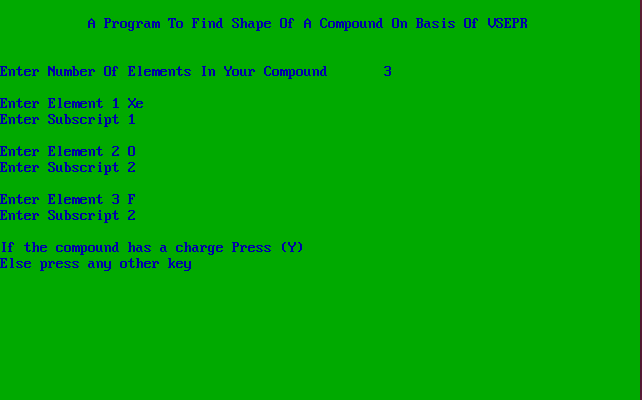 A Program To Find Shape Of A Compound On Basis Of VSEPR
Enter Number Of Elements In Your Compound 3
Enter Element 1 Xe
Enter Subscript 1
Enter Element 2 O
Enter Subscript 2
Enter Element 3 F
Enter Subscript 2
If the compound has a charge Press (Y)
Else press any other key